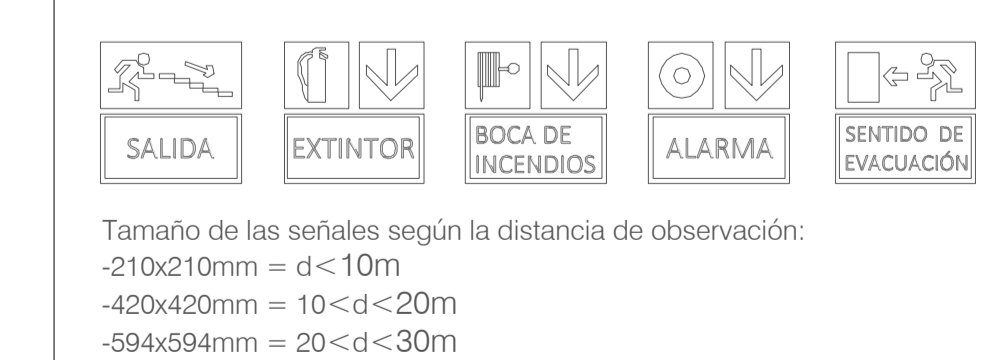 SALIDA
EXTINTOR
BOCA DE
INCENDIOS
ALARMA
SENTIDO DE
EVACUACIÓN
Tamaño de las señales según la distancia de observación:
-210x210mm = d<10m
-420x420mm = 10<d<20m
-594x594mm = 20<d<30m